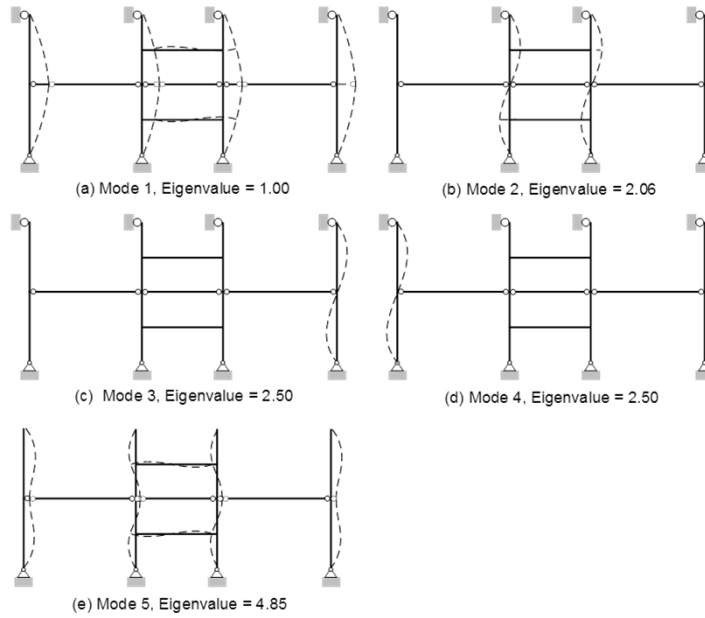 (a) Mode 1, Eigenvalue = 1.00
(b) Mode 2, Eigenvalue = 2.06
(c) Mode 3, Eigenvalue = 2.50
(d) Mode 4, Eigenvalue = 2.50
(e) Mode 5, Eigenvalue = 4.85